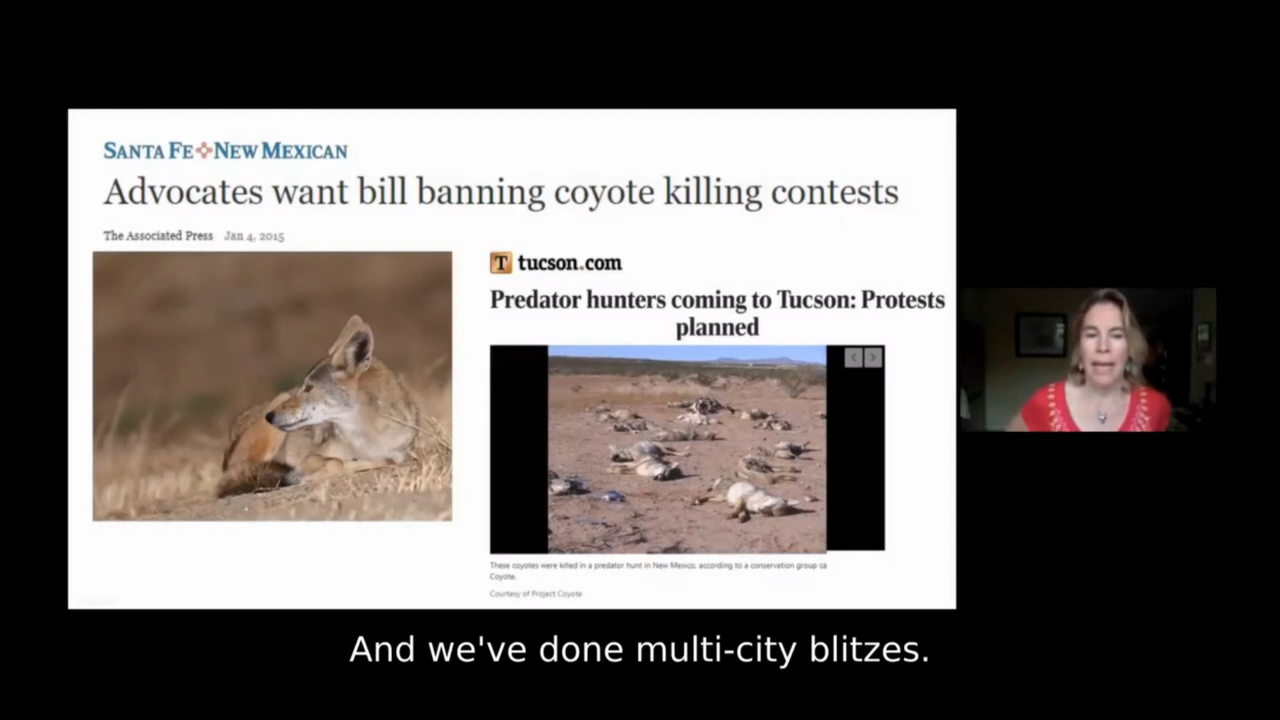 SANTA FE NEW MEXICAN
Advocates want bill banning coyote killing contests
The Associated Press Jan 4, 2015
T tucson.com
Predator hunters coming to Tucson: Protests
planned
These coyotes were killed in a predator hunt in New Mexico, according to a conservation group ca
Coyote.
Courtesy of Project Coyote
And we've done multi-city blitzes.